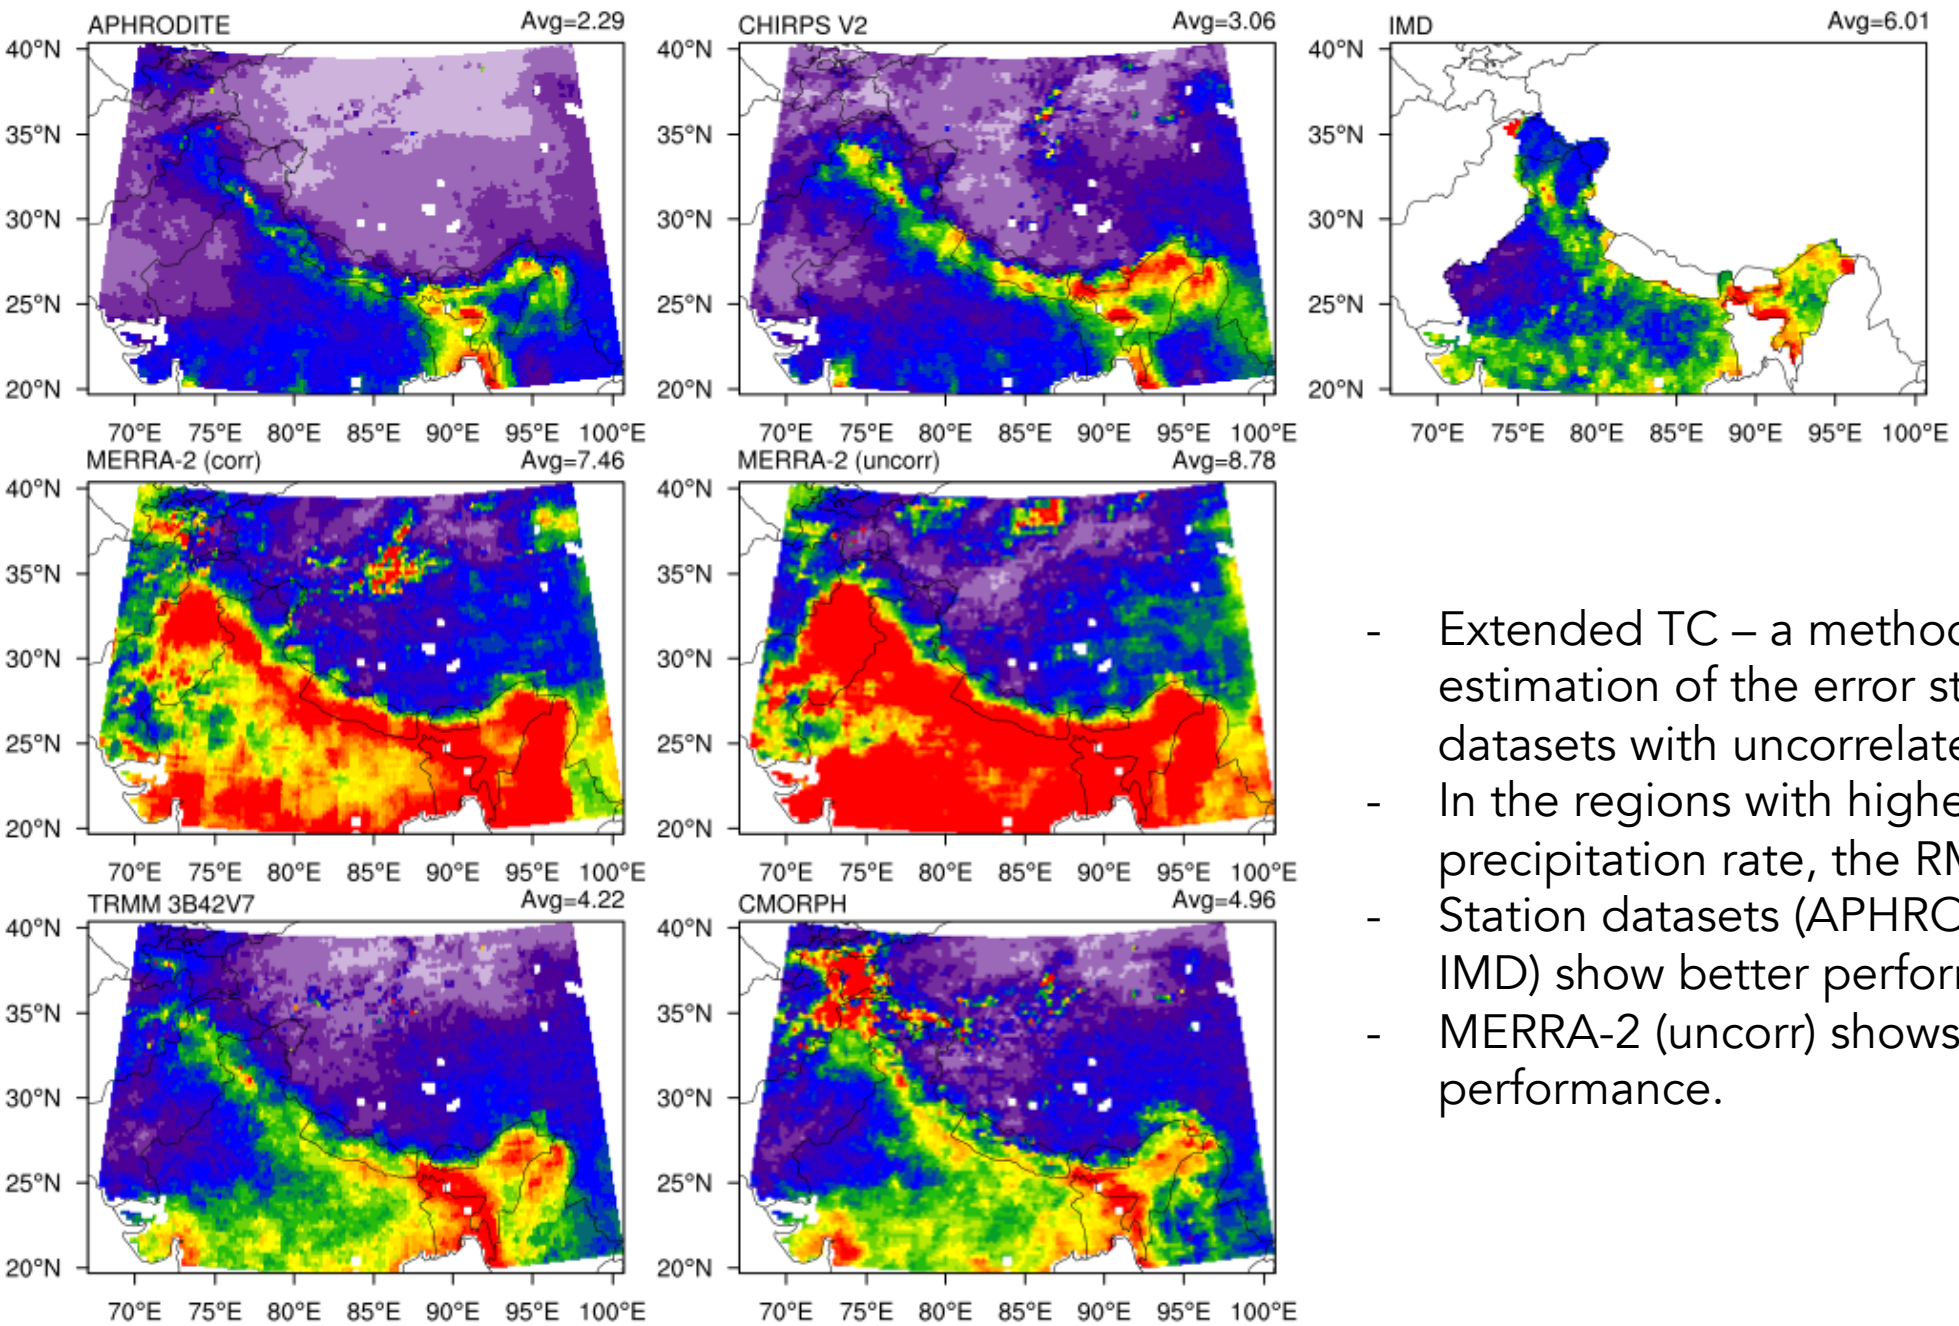 APHRODITE Avg=2.29
40°N
35°N
30°N
25°N
20°N
70°E 75°E 80°E 85°E 90°E 95°E 100°E
CHIRPS V2 Avg=3.06
40°N
35°N
30°N
25°N
20°N
70°E 75°E 80°E 85°E 90°E 95°E 100°E
IMD Avg=6.01
40°N
35°N
30°N
25°N
20°N
70°E 75°E 80°E 85°E 90°E 95°E 100°E
MERRA-2 (corr) Avg=7.46
40°N
35°N
30°N
25°N
20°N
70°E 75°E 80°E 85°E 90°E 95°E 100°E
MERRA-2 (uncorr) Avg=8.78
40°N
35°N
30°N
25°N
20°N
70°E 75°E 80°E 85°E 90°E 95°E 100°E
TRMM 3B42V7 Avg=4.22
40°N
35°N
30°N
25°N
20°N
70°E 75°E 80°E 85°E 90°E 95°E 100°E
CMORPH Avg=4.96
40°N
35°N
30°N
25°N
20°N
70°E 75°E 80°E 85°E 90°E 95°E 100°E
- Extended TC – a
estimation of the error
datasets with
- In the regions with
precipitation rate, the
- Station datasets
IMD) show better
- MERRA-2 (uncorr) shows
performance.